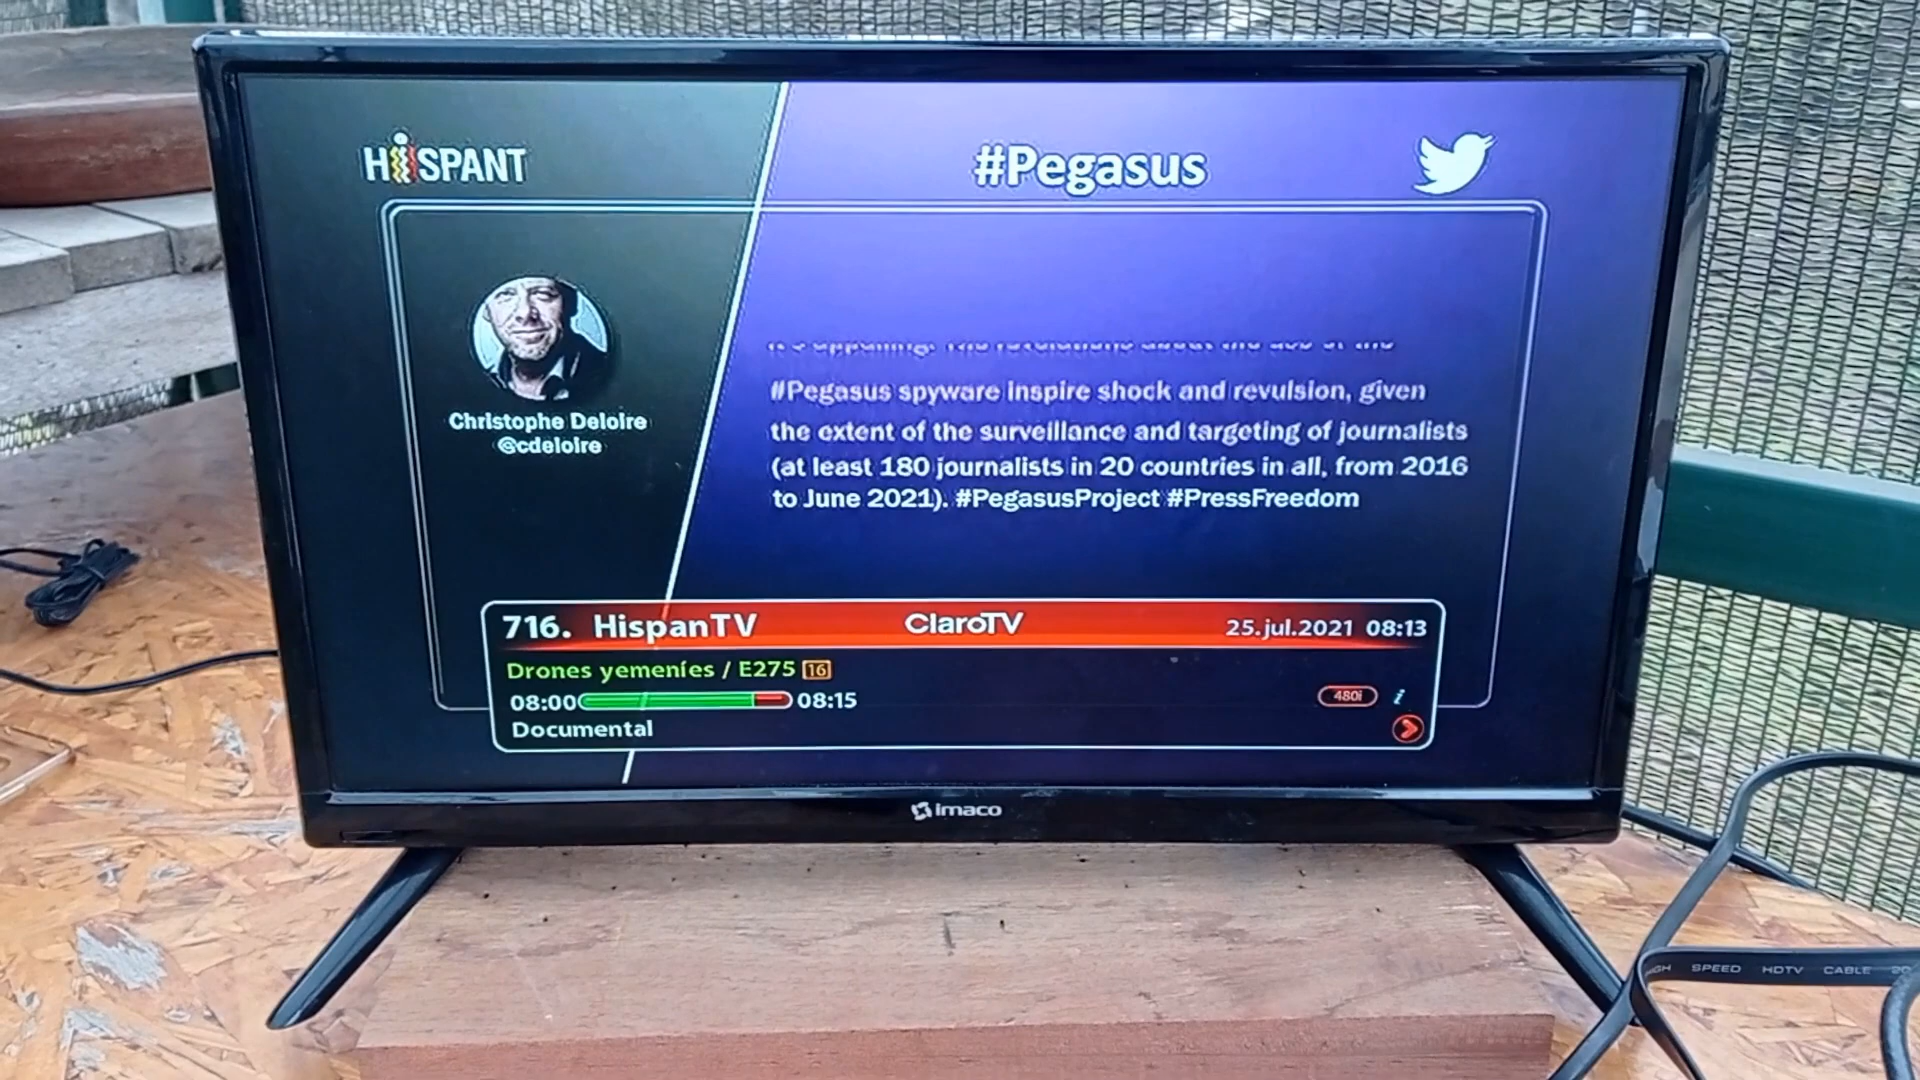 HiSPANT
#Pegasus
Christophe Deloire
@cdeloire
#Pegasus spyware inspire shock and revulsion, given
the extent of the surveillance and targeting of journalists
(at least 180 journalists in 20 countries in all, from 2016
to June 2021). #PegasusProject #PressFreedom
716. HispanTV ClaroTV 25.jul.2021 08:13
Drones yemeníes / E275 16
08:00 08:15
480i i
Documental
imaco
SPEED HDTV CABLE